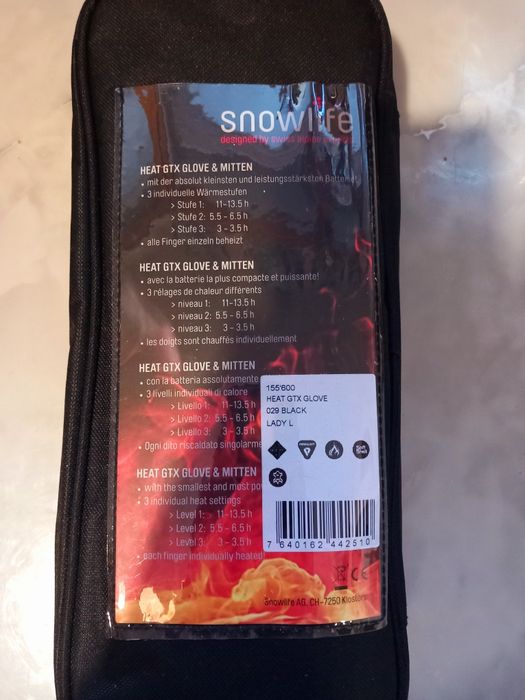 snowlife
designed by swiss alpine
HEAT GTX GLOVE & MITTEN
• mit der absolut kleinsten und leistungsstärksten Batterie!
• 3 individuelle Wärmestufen
> Stufe 1: 11-13.5 h
> Stufe 2: 5.5 - 6.5 h
> Stufe 3: 3 - 3.5 h
• alle Finger einzeln beheizt
HEAT GTX GLOVE & MITTEN
• avec la batterie la plus compacte et puissante!
• 3 rélages de chaleur différents
> niveau 1: 11-13.5 h
> niveau 2: 5.5 - 6.5 h
> niveau 3: 3 - 3.5 h
• les doigts sont chauffés individuellement
HEAT GTX GLOVE & MITTEN
• con la batteria assolutamente
• 3 livelli individuali di calore
> Livello 1: 11-13.5 h
> Livello 2: 5.5 - 6.5 h
> Livello 3: 3 - 3.5 h
• Ogni dito riscaldato singolarme
HEAT GTX GLOVE & MITTEN
• with the smallest and most po
• 3 individual heat settings
> Level 1: 11-13.5 h
> Level 2: 5.5 - 6.5 h
> Level 3: 3 - 3.5 h
• each finger individually heated!
155'600
HEAT GTX GLOVE
029 BLACK
LADY L
7 640162 442510
CE
Snowlife AG, CH-7250 Klosters